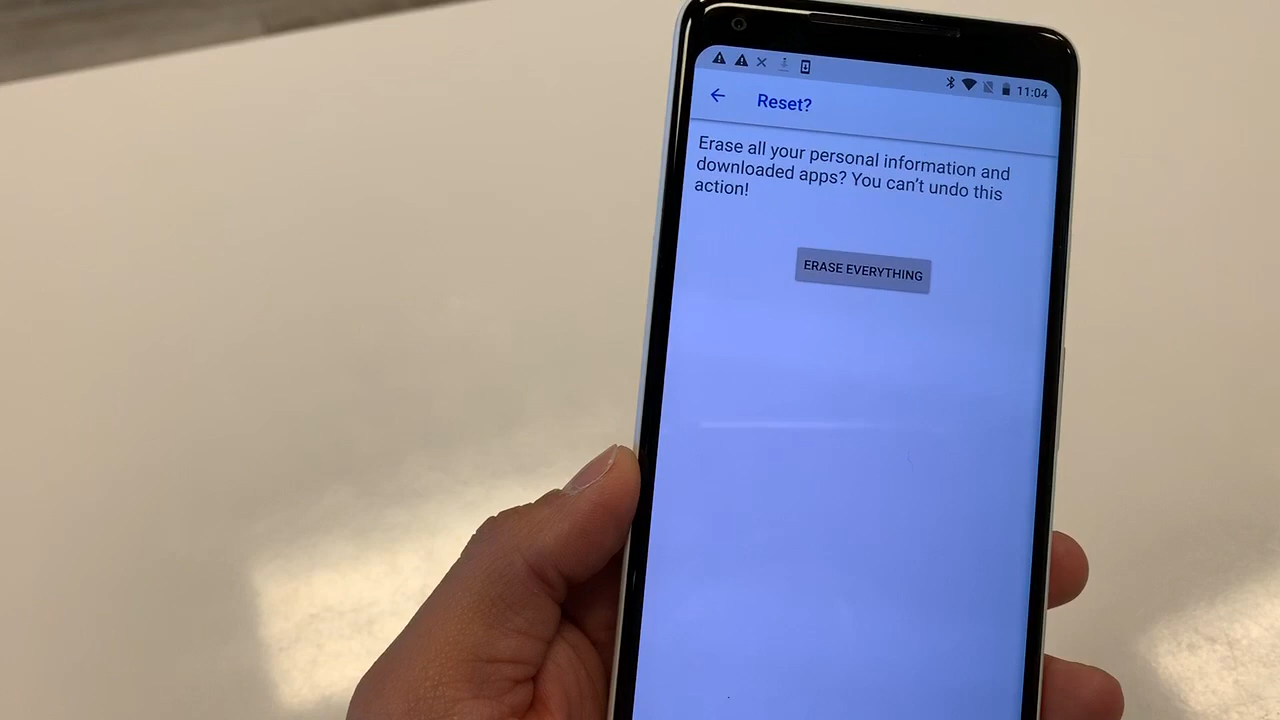 11:04
Reset?
Erase all your personal information and
downloaded apps? You can’t undo this
action!
ERASE EVERYTHING